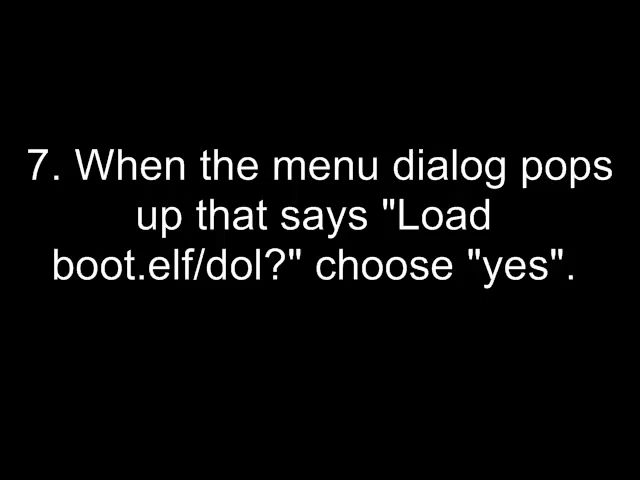 7. When the menu dialog pops
up that says "Load
boot.elf/dol?" choose "yes".